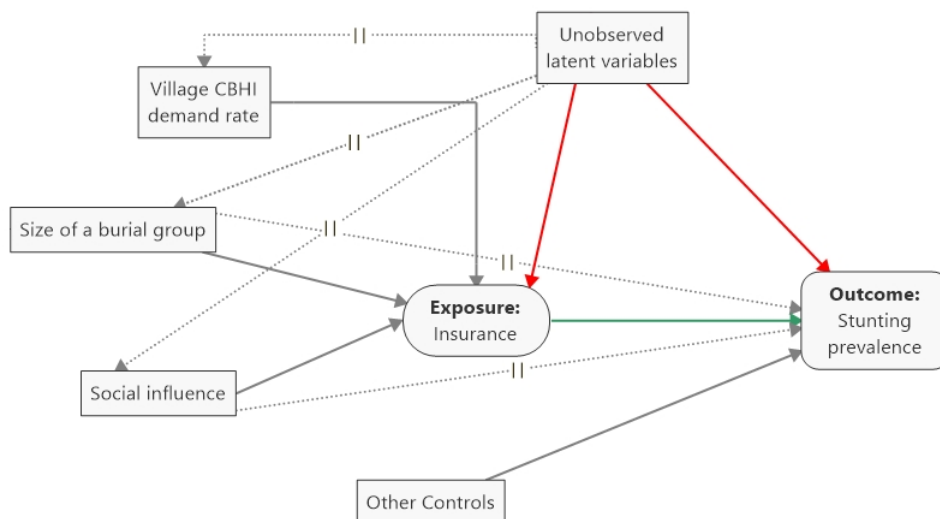 Unobserved
latent variables
||
Village CBHI
demand rate
||
Size of a burial group
||
||
Exposure:
Insurance
Outcome:
Stunting
prevalence
||
Social influence
Other Controls